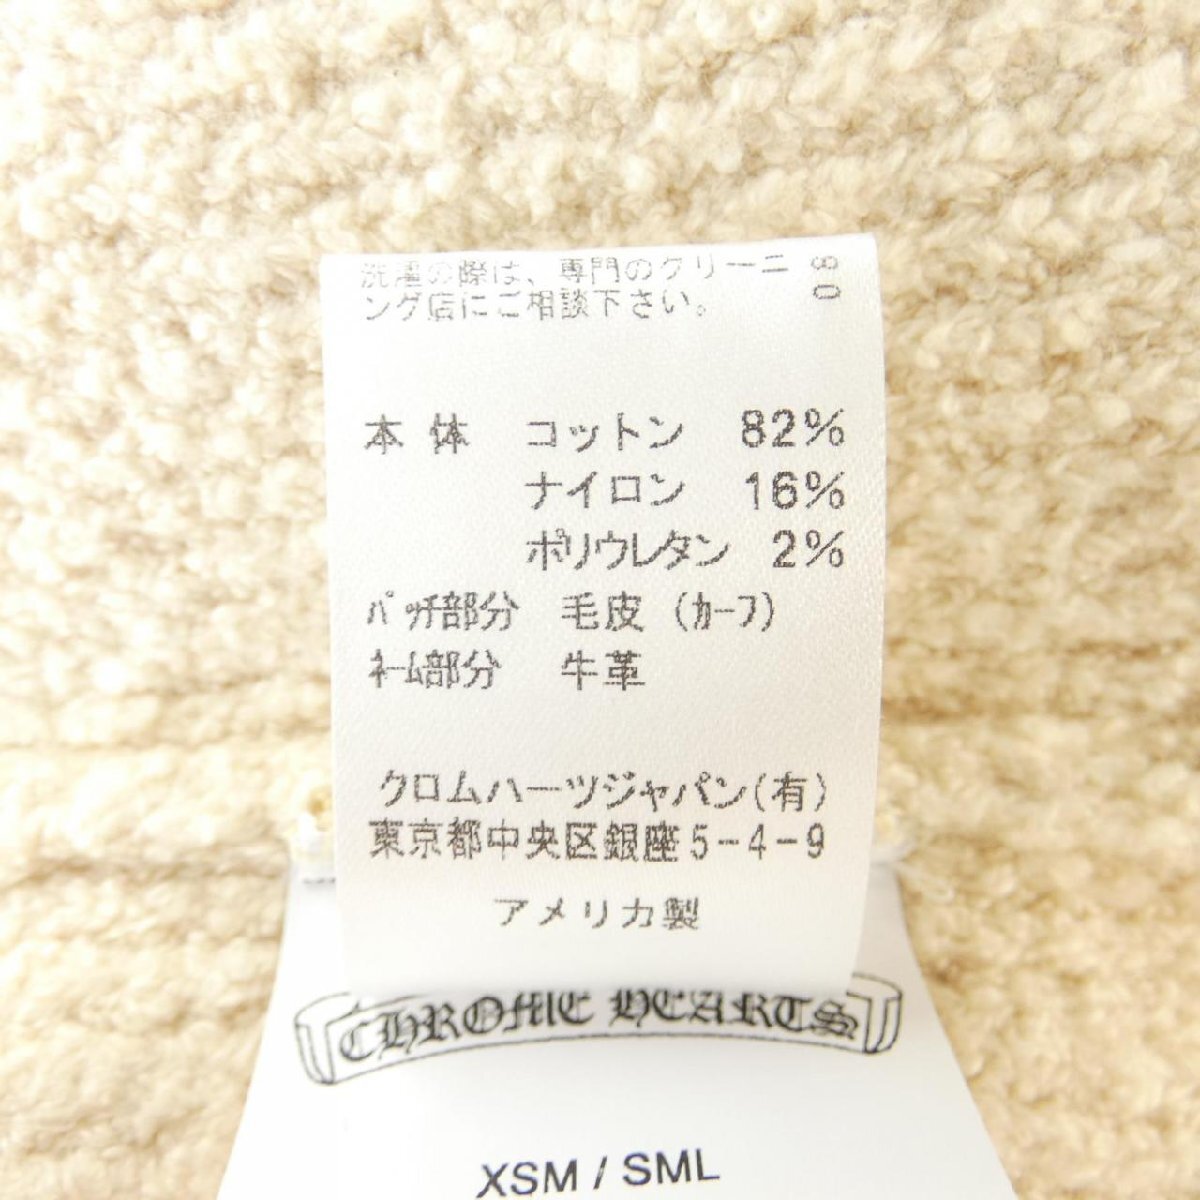 洗濯の際は、専門のクリーニ
ング店にご相談下さい。
80
本体 コットン 82%
ナイロン 16%
ポリウレタン 2%
パッチ部分 毛皮(カーフ)
ネーム部分 牛革
クロムハーツジャパン(有)
東京都中央区銀座5-4-9
アメリカ製
CHROME HEARTS
XSM / SML